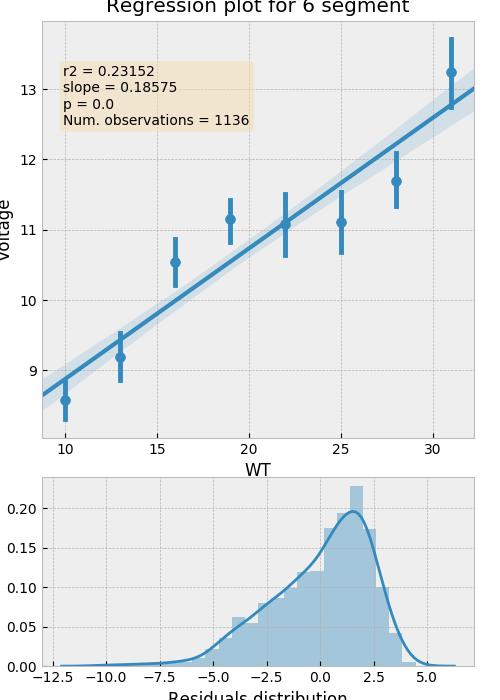 Regression plot for 6 segment
r2 = 0.23152
slope = 0.18575
p = 0.0
Num. observations = 1136
13
12
11
10
9
Voltage
10 15 20 25 30
WT
0.20
0.15
0.10
0.05
0.00
−12.5 −10.0 −7.5 −5.0 −2.5 0.0 2.5 5.0
Residuals distribution